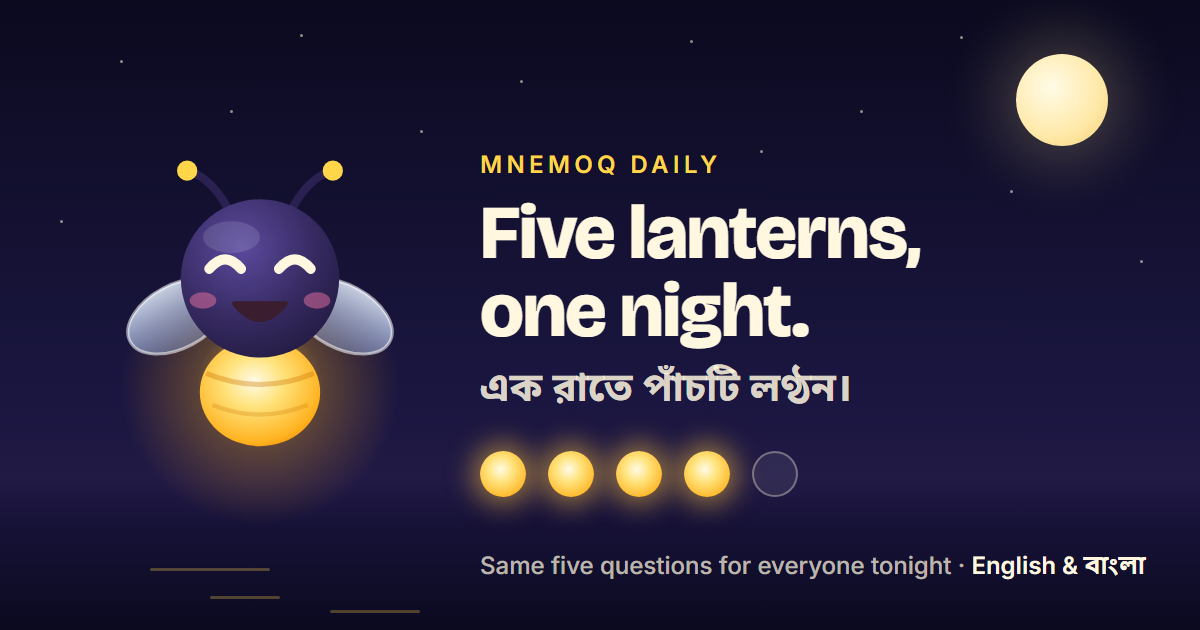 MNEMOQ DAILY
Five lanterns,
one night.
এক রাতে পাঁচটি লণ্ঠন।
Same five questions for everyone tonight · English & বাংলা